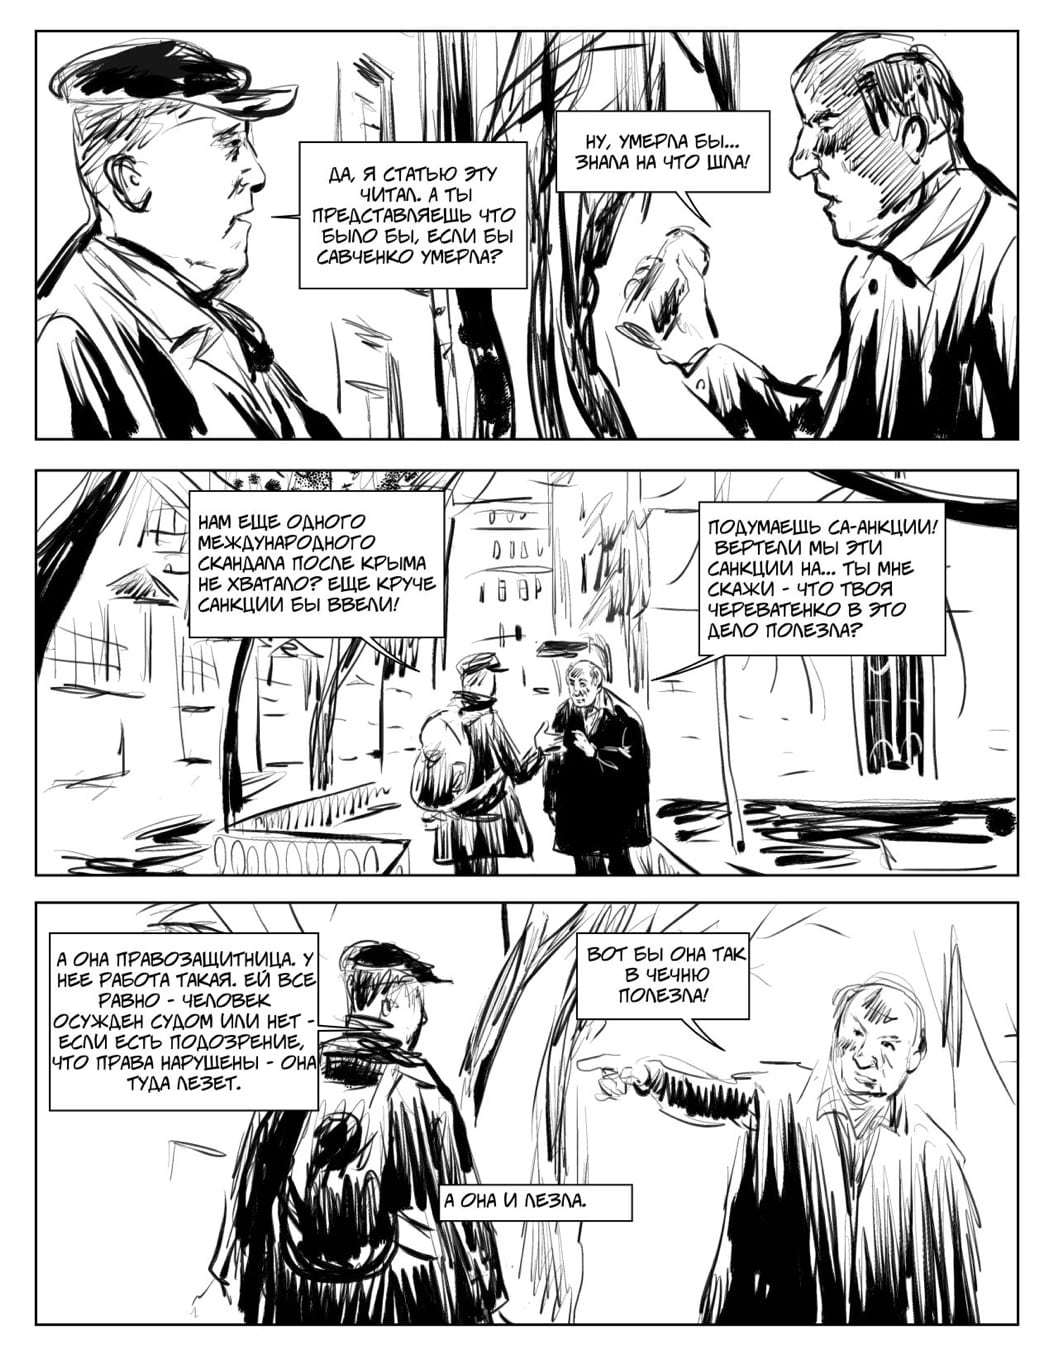 ДА, Я СТАТЬЮ ЭТУ
ЧИТАЛ. А ТЫ
ПРЕДСТАВЛЯЕШЬ ЧТО
БЫЛО БЫ, ЕСЛИ БЫ
САВЧЕНКО УМЕРЛА?
НУ, УМЕРЛА БЫ...
ЗНАЛА НА ЧТО ШЛА!
НАМ ЕЩЕ ОДНОГО
МЕЖДУНАРОДНОГО
СКАНДАЛА ПОСЛЕ КРЫМА
НЕ ХВАТАЛО? ЕЩЕ КРУЧЕ
САНКЦИИ БЫ ВВЕЛИ!
ПОДУМАЕШЬ СА-АНКЦИИ!
ВЕРТЕЛИ МЫ ЭТИ
САНКЦИИ НА... ТЫ МНЕ
СКАЖИ - ЧТО ТВОЯ
ЧЕРЕВАТЕНКО В ЭТО
ДЕЛО ПОЛЕЗЛА?
А ОНА ПРАВОЗАЩИТНИЦА. У
НЕЕ РАБОТА ТАКАЯ. ЕЙ ВСЕ
РАВНО - ЧЕЛОВЕК
ОСУЖДЕН СУДОМ ИЛИ НЕТ -
ЕСЛИ ЕСТЬ ПОДОЗРЕНИЕ,
ЧТО ПРАВА НАРУШЕНЫ - ОНА
ТУДА ЛЕЗЕТ.
ВОТ БЫ ОНА ТАК
В ЧЕЧНЮ
ПОЛЕЗЛА!
А ОНА И ЛЕЗЛА.